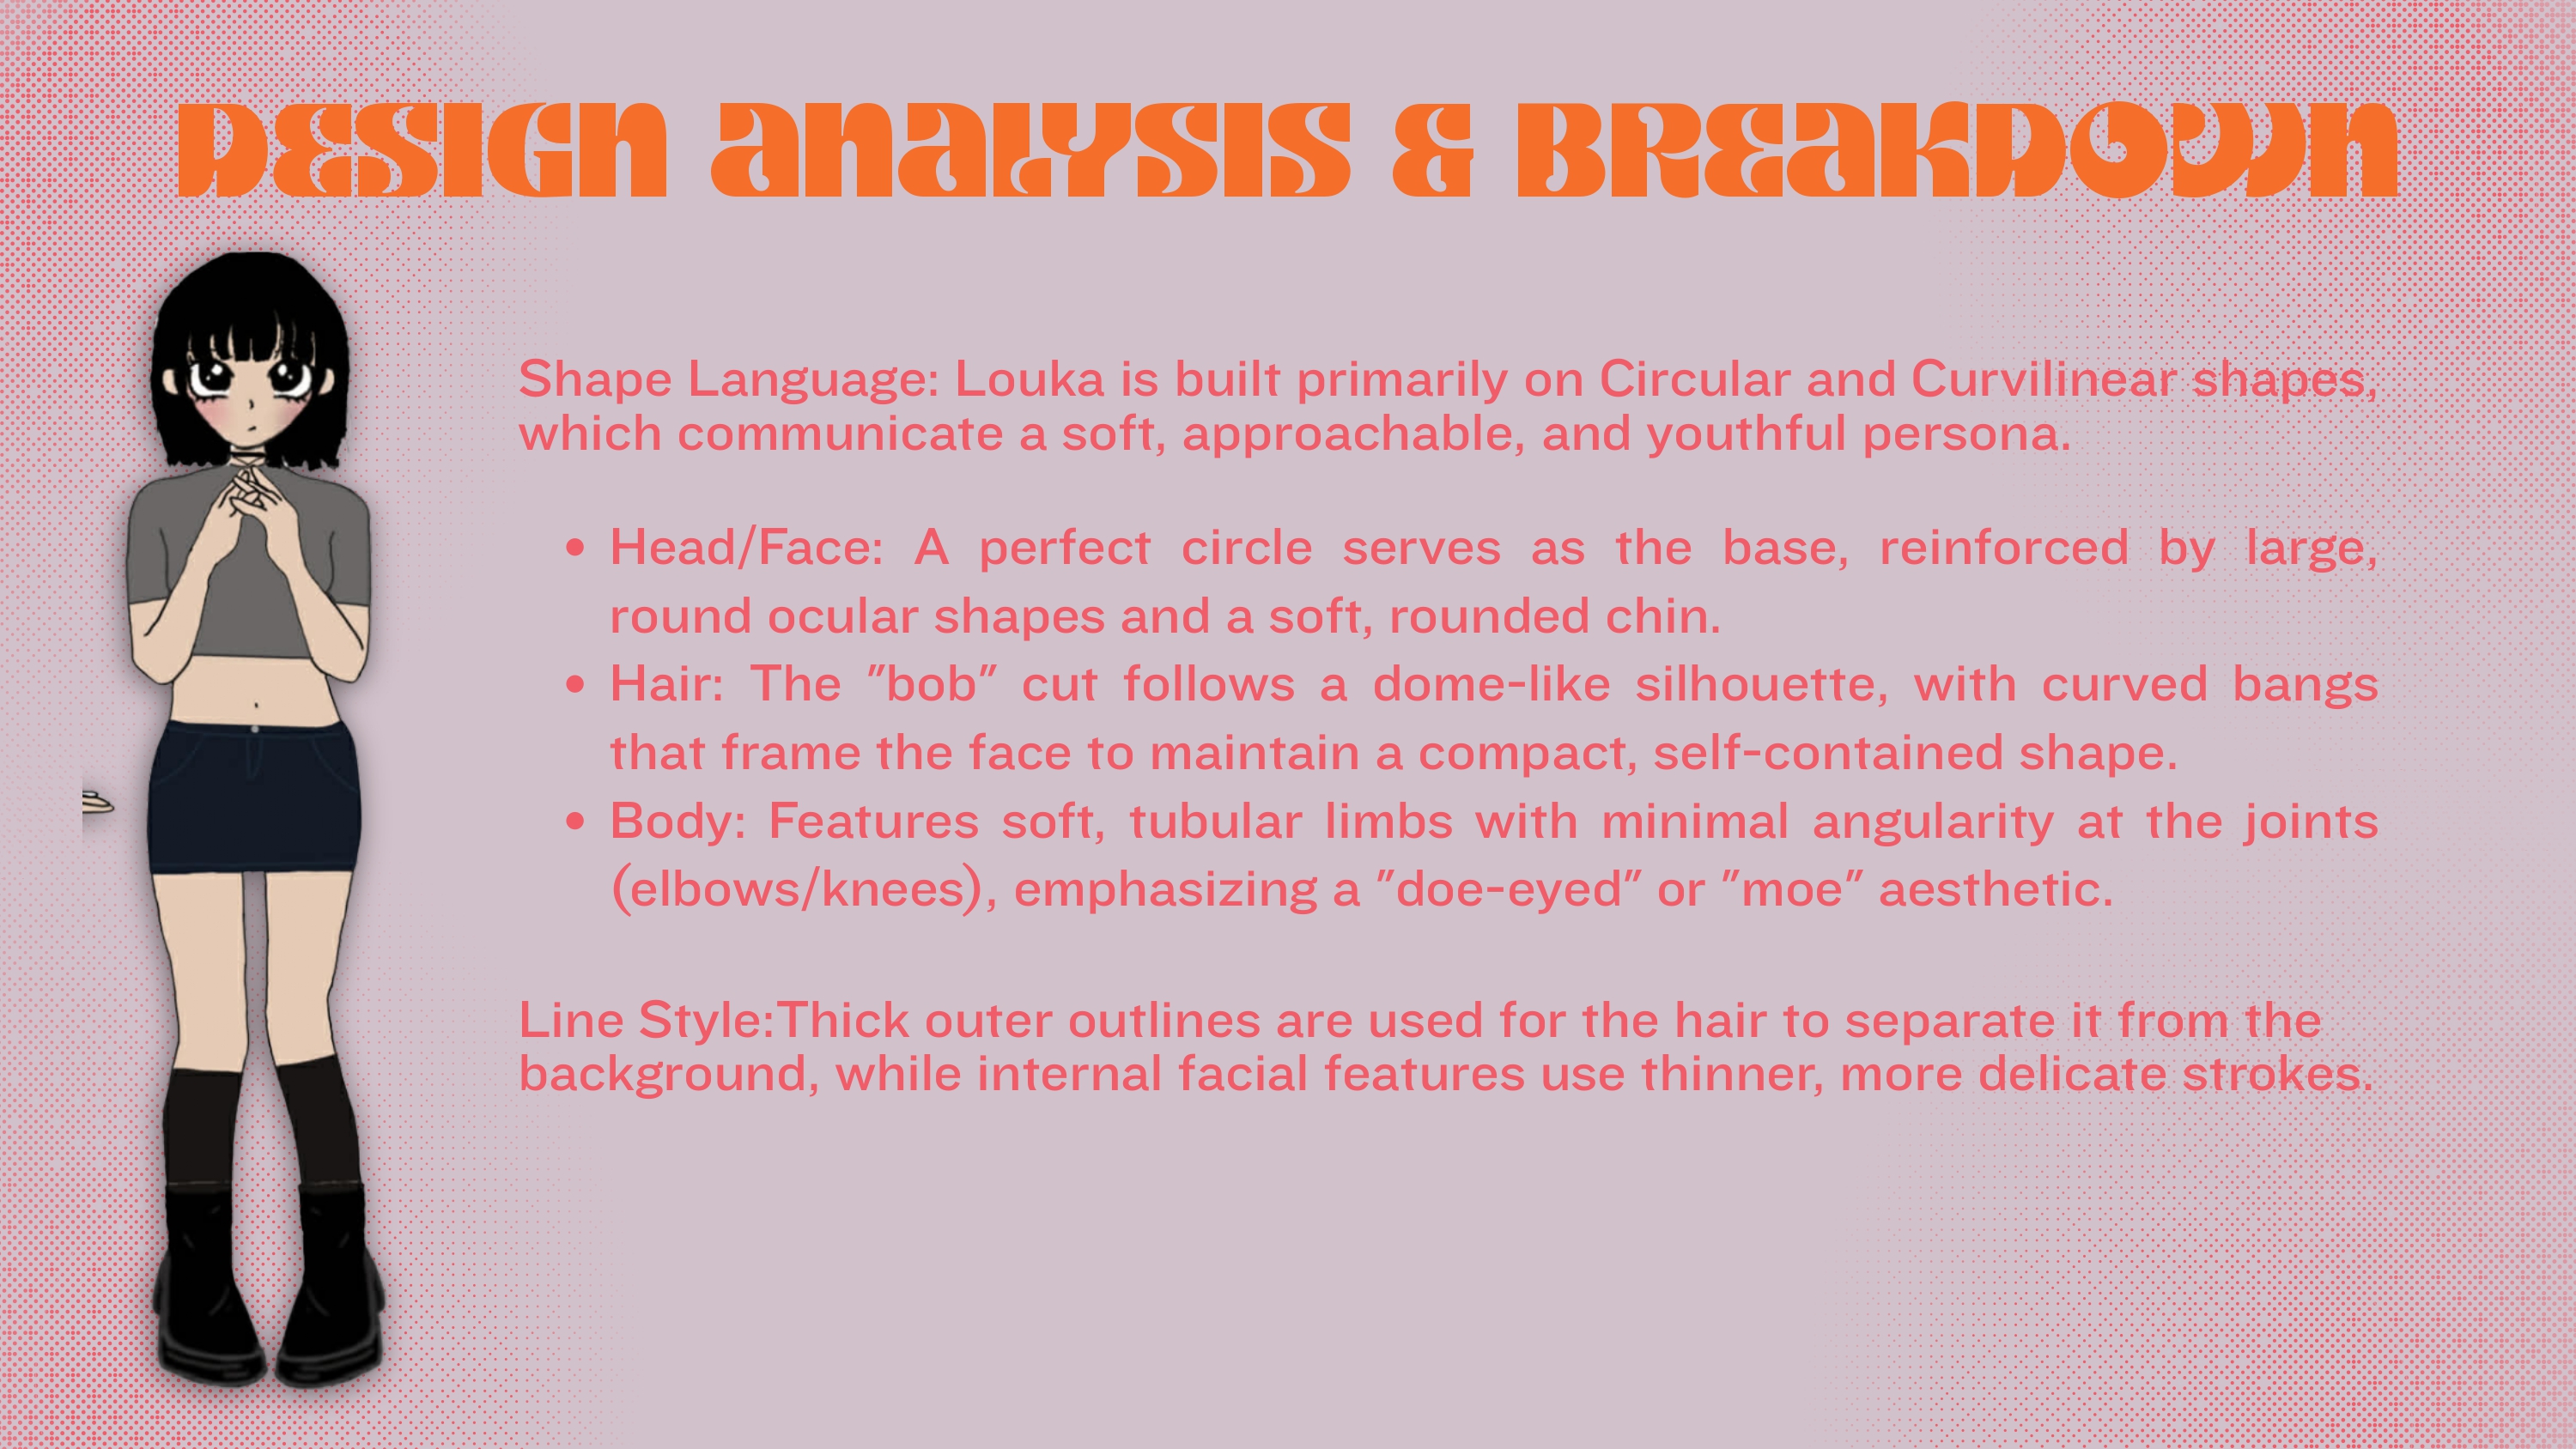 DESIGN ANALYSIS & BREAKDOWN
Shape Language: Louka is built primarily on Circular and Curvilinear shapes,
which communicate a soft, approachable, and youthful persona.
• Head/Face: A perfect circle serves as the base, reinforced by large,
round ocular shapes and a soft, rounded chin.
• Hair: The "bob" cut follows a dome-like silhouette, with curved bangs
that frame the face to maintain a compact, self-contained shape.
• Body: Features soft, tubular limbs with minimal angularity at the joints
(elbows/knees), emphasizing a "doe-eyed" or "moe" aesthetic.
Line Style:Thick outer outlines are used for the hair to separate it from the
background, while internal facial features use thinner, more delicate strokes.